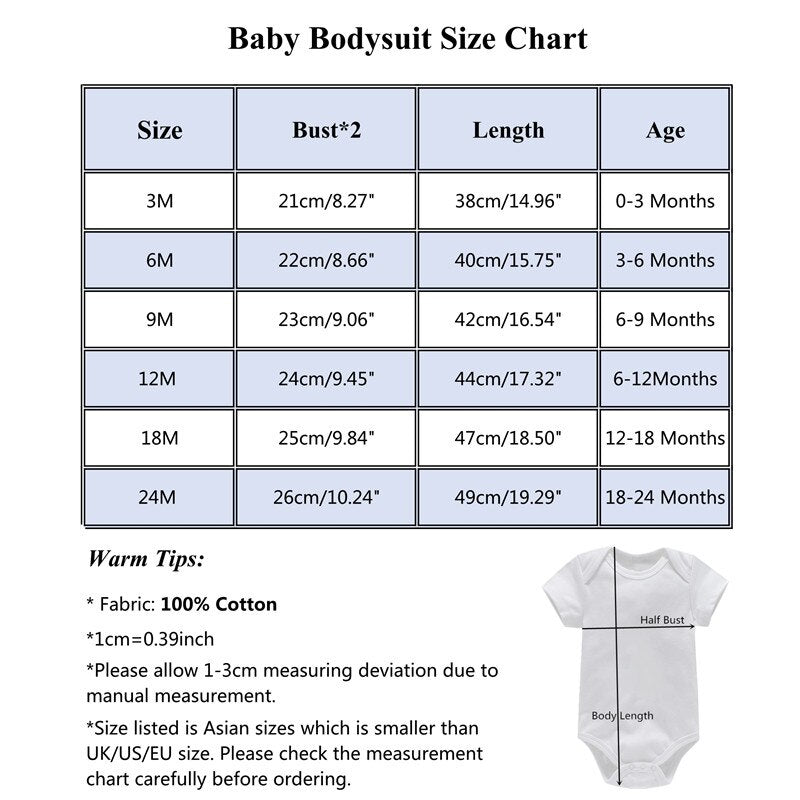 Baby Bodysuit Size Chart
Size Bust*2 Length Age
3M 21cm/8.27" 38cm/14.96" 0-3 Months
6M 22cm/8.66" 40cm/15.75" 3-6 Months
9M 23cm/9.06" 42cm/16.54" 6-9 Months
12M 24cm/9.45" 44cm/17.32" 6-12Months
18M 25cm/9.84" 47cm/18.50" 12-18 Months
24M 26cm/10.24" 49cm/19.29" 18-24 Months
Warm Tips:
* Fabric: 100% Cotton
*1cm=0.39inch
*Please allow 1-3cm measuring deviation due to
manual measurement.
*Size listed is Asian sizes which is smaller than
UK/US/EU size. Please check the measurement
chart carefully before ordering.
Half Bust
Body Length